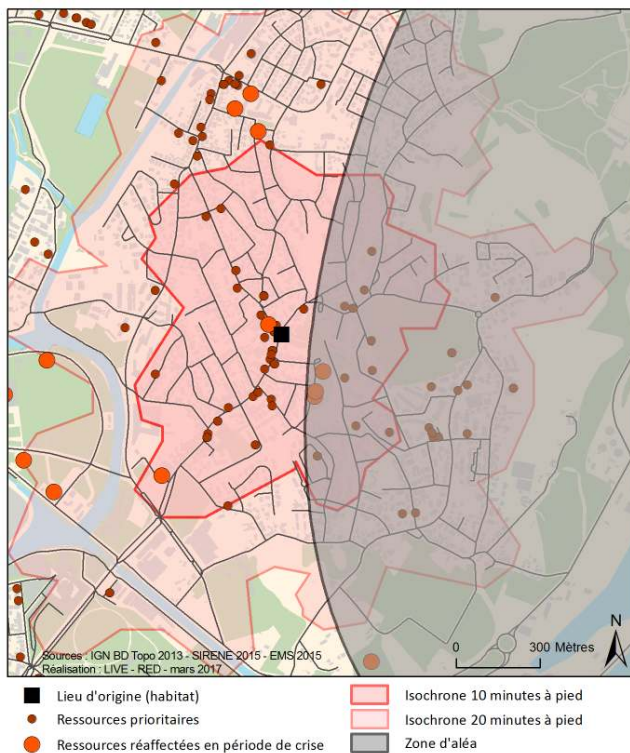 Sources : IGN BD Topo 2013 - SIRENE 2015 - EMS 2015
Réalisation : LIVE - RED - mars 2017
0 300 Mètres
N
Lieu d'origine (habitat)
Ressources prioritaires
Ressources réaffectées en période de crise
Isochrone 10 minutes à pied
Isochrone 20 minutes à pied
Zone d'aléa